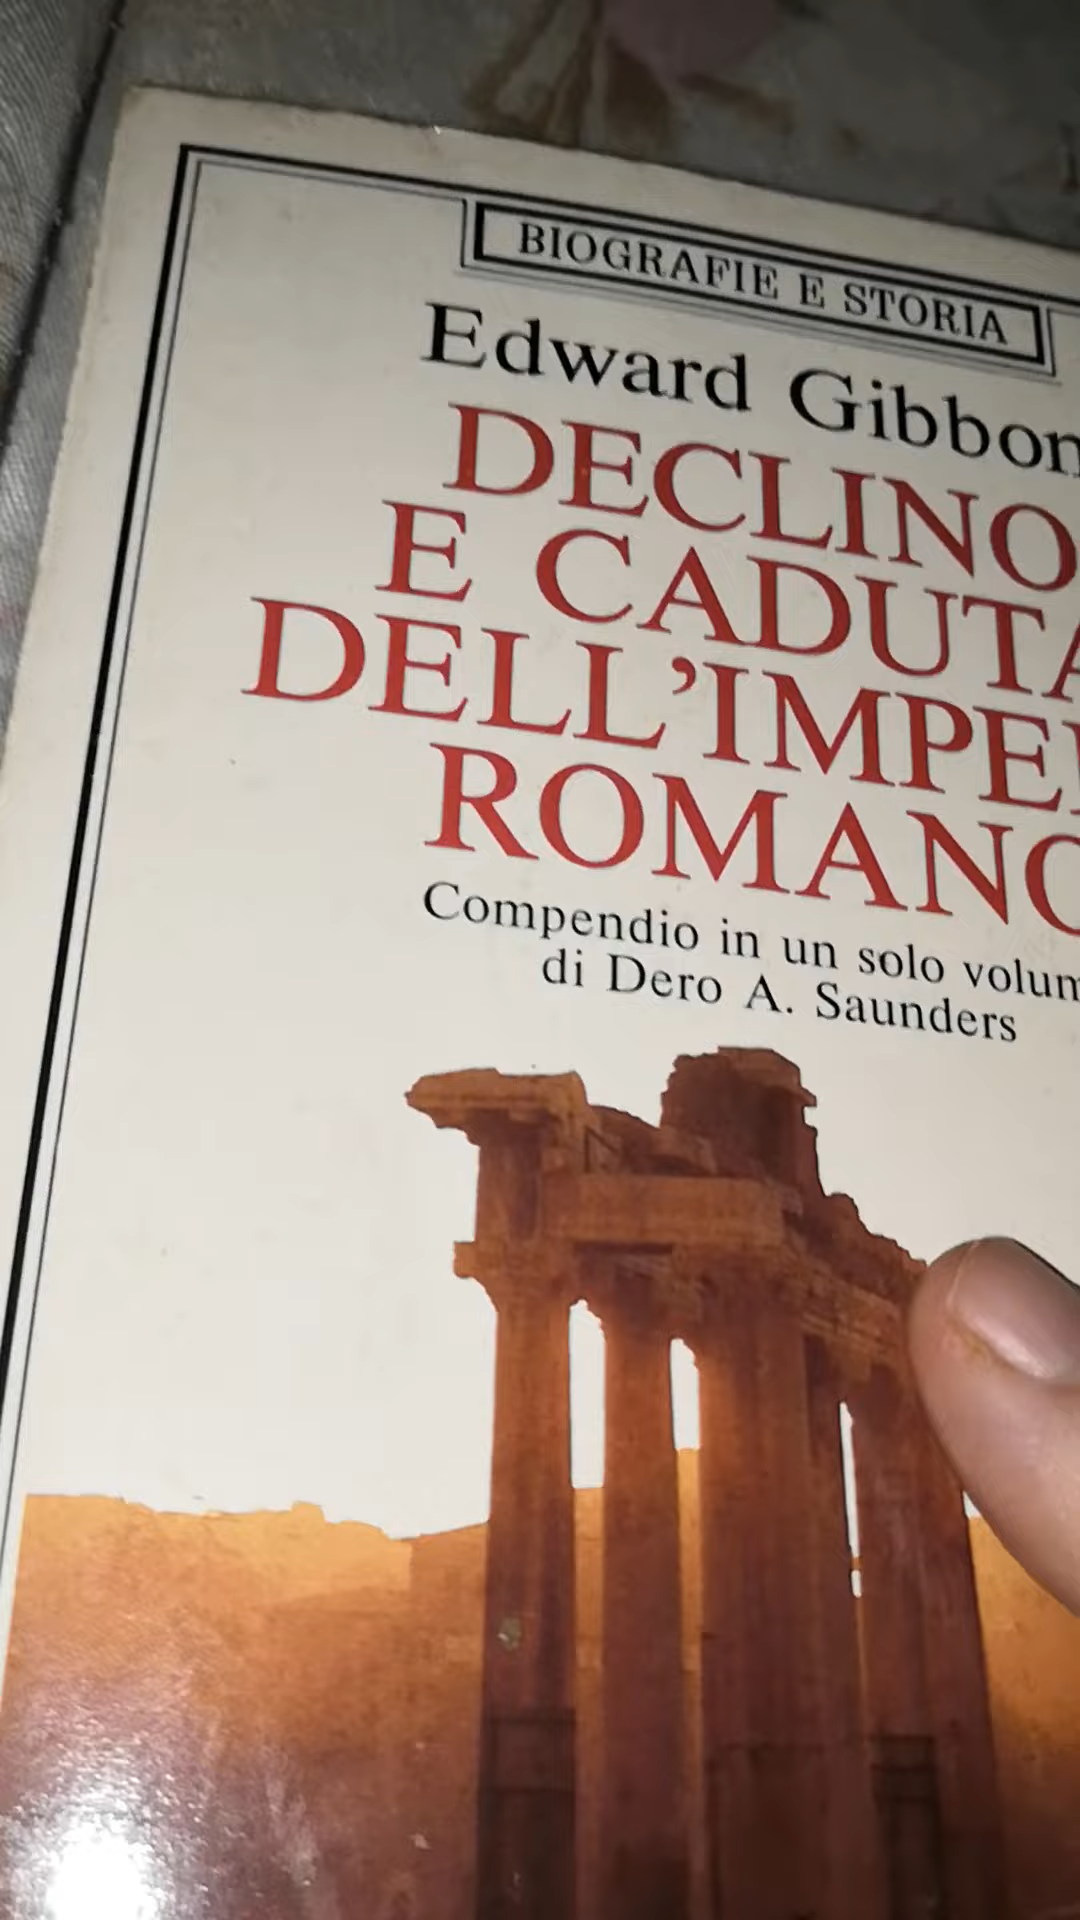 BIOGRAFIE E STORIA
Edward Gibbon
DECLINO
E CADUTA
DELL'IMPE
ROMANO
Compendio in un solo volum
di Dero A. Saunders